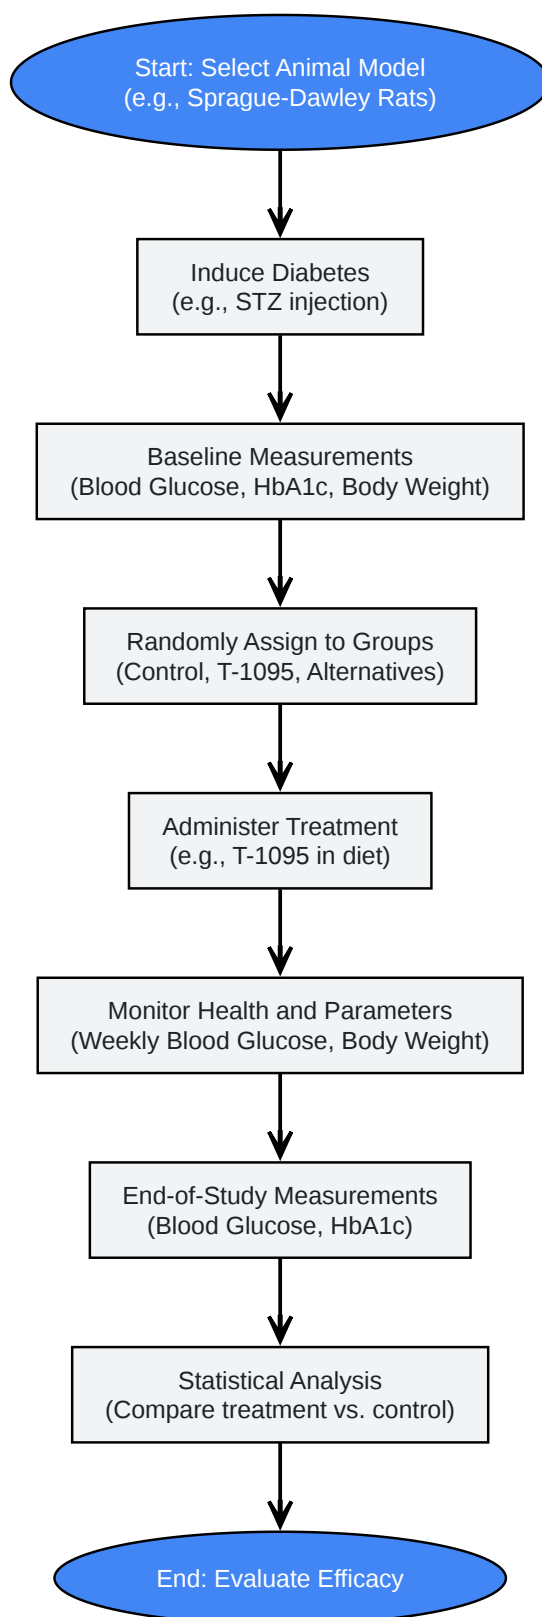 Start: Select Animal Model
(e.g., Sprague-Dawley Rats)
Induce Diabetes
(e.g., STZ injection)
Baseline Measurements
(Blood Glucose, HbA1c, Body Weight)
Randomly Assign to Groups
(Control, T-1095, Alternatives)
Administer Treatment
(e.g., T-1095 in diet)
Monitor Health and Parameters
(Weekly Blood Glucose, Body Weight)
End-of-Study Measurements
(Blood Glucose, HbA1c)
Statistical Analysis
(Compare treatment vs. control)
End: Evaluate Efficacy